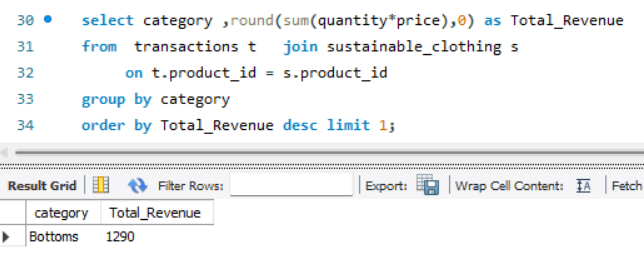 30 select category ,round(sum(quantity*price),0) as Total_Revenue
31 from transactions t join sustainable_clothing s
32 on t.product_id = s.product_id
33 group by category
34 order by Total_Revenue desc limit 1;
Result Grid Filter Rows: Export: Wrap Cell Content: IA Fetch
category Total_Revenue
Bottoms 1290